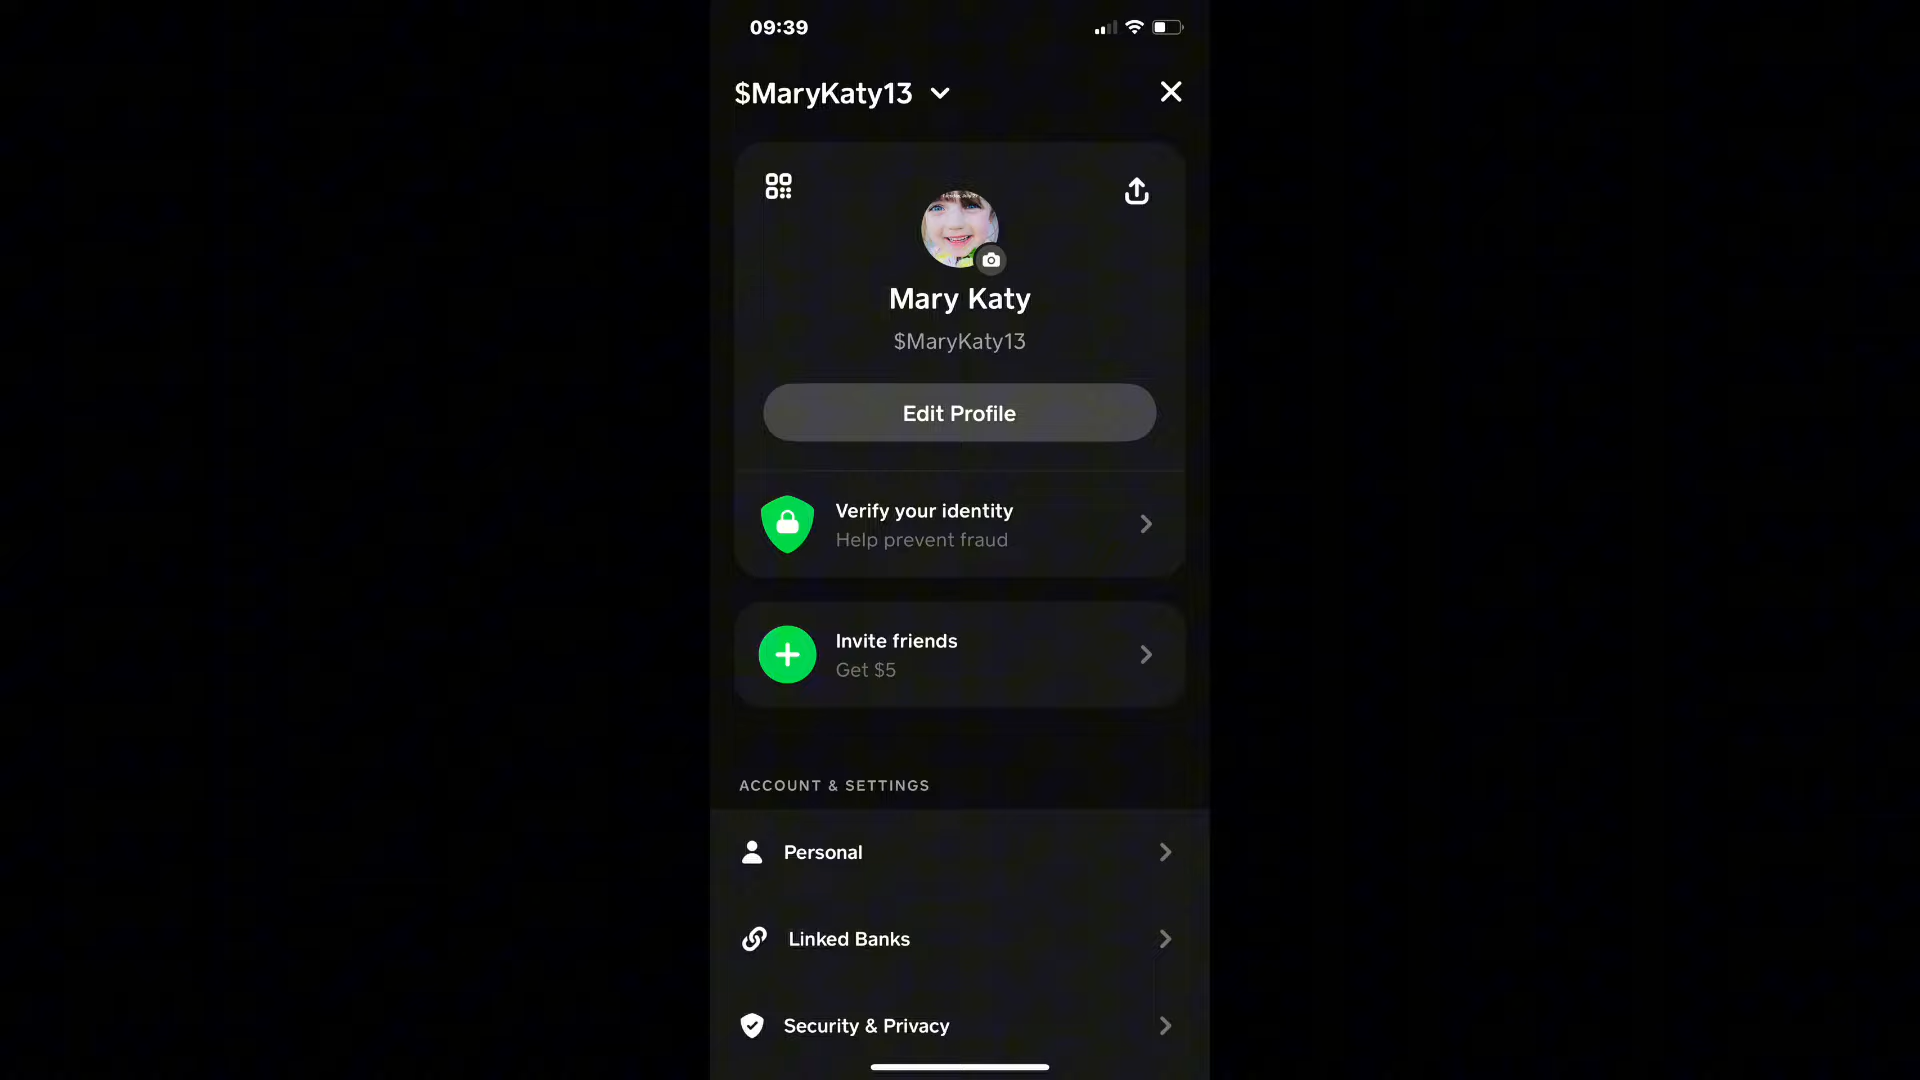 09:39
$MaryKaty13
Mary Katy
$MaryKaty13
Edit Profile
Verify your identity
Help prevent fraud
Invite friends
Get $5
ACCOUNT & SETTINGS
Personal
Linked Banks
Security & Privacy